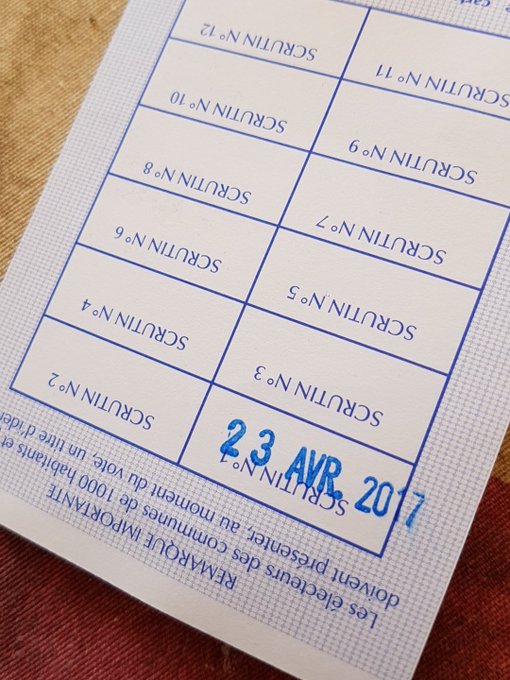 REMARQUE IMPORTANTE
Les électeurs des communes de 1000 habitants et
doivent présenter, au moment du vote, un titre d'iden
SCRUTIN N°1
23 AVR. 2017
SCRUTIN N°2
SCRUTIN N°3
SCRUTIN N°4
SCRUTIN N°5
SCRUTIN N°6
SCRUTIN N°7
SCRUTIN N°8
SCRUTIN N°9
SCRUTIN N°10
SCRUTIN N°11
SCRUTIN N°12